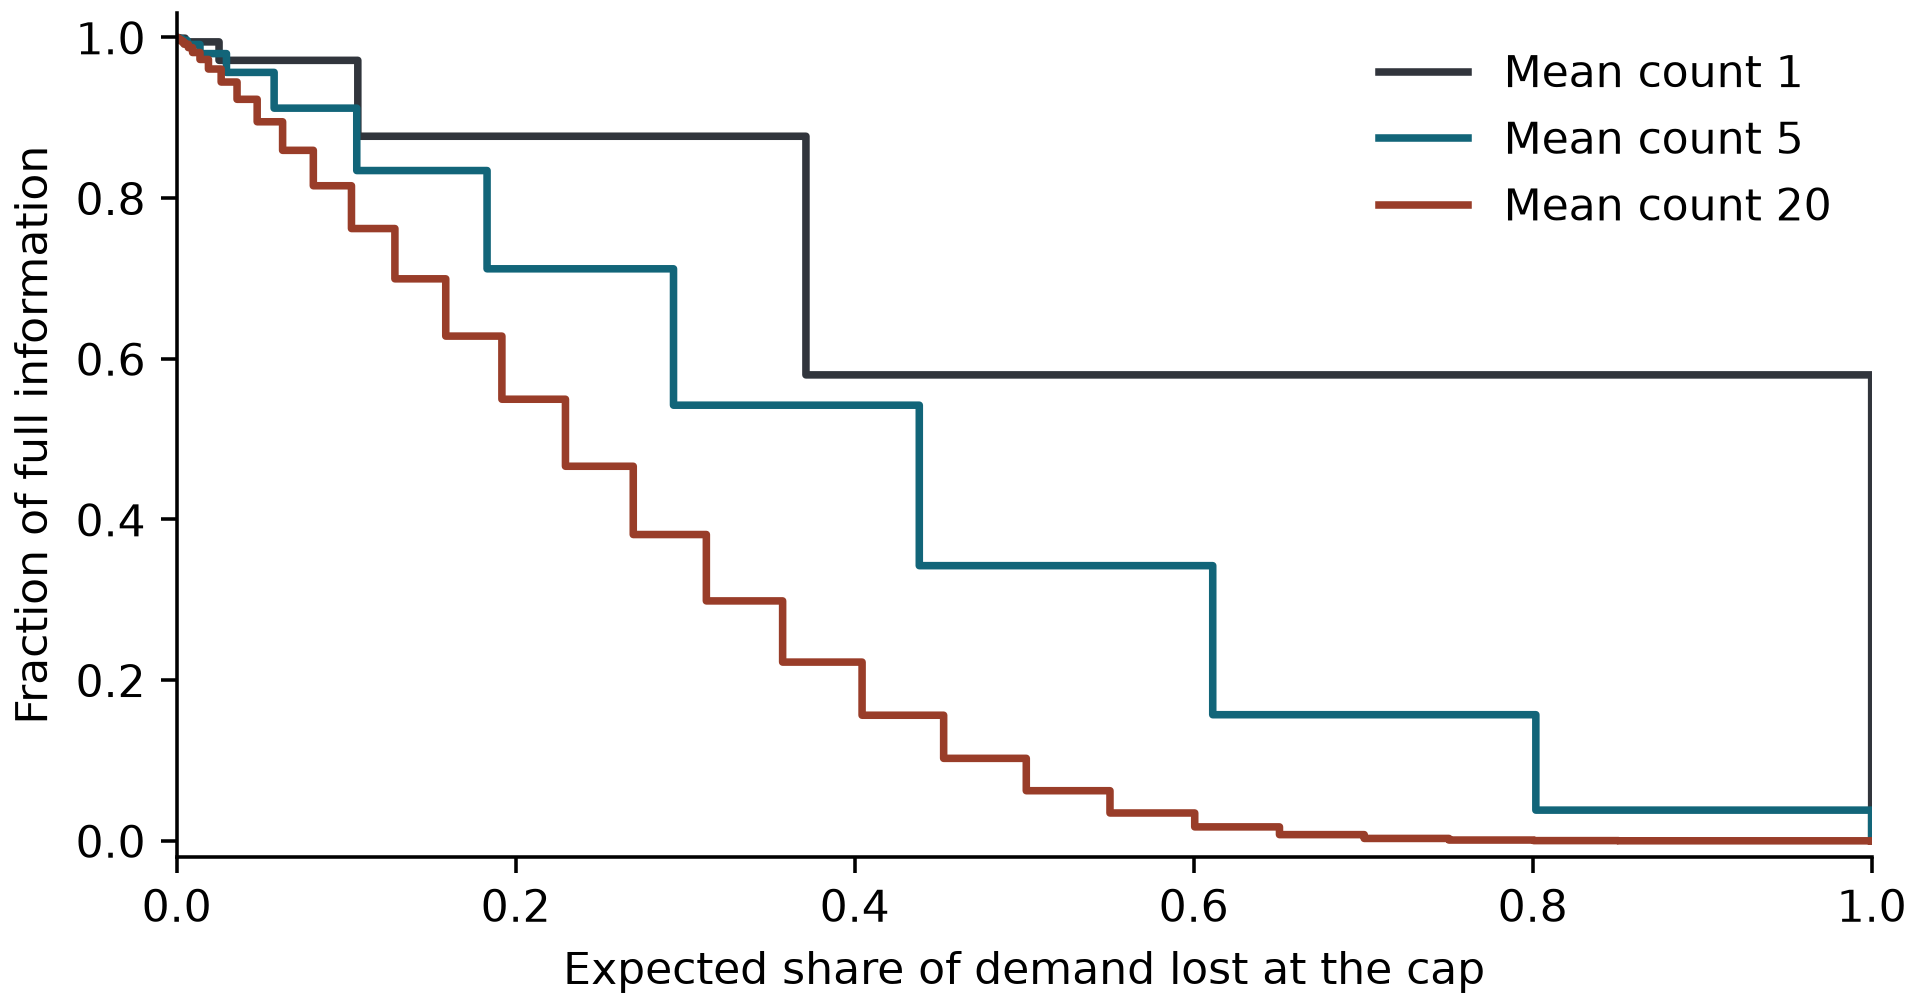 Fraction of full information
1.0
0.8
0.6
0.4
0.2
0.0
Mean count 1
Mean count 5
Mean count 20
0.0 0.2 0.4 0.6 0.8 1.0
Expected share of demand lost at the cap